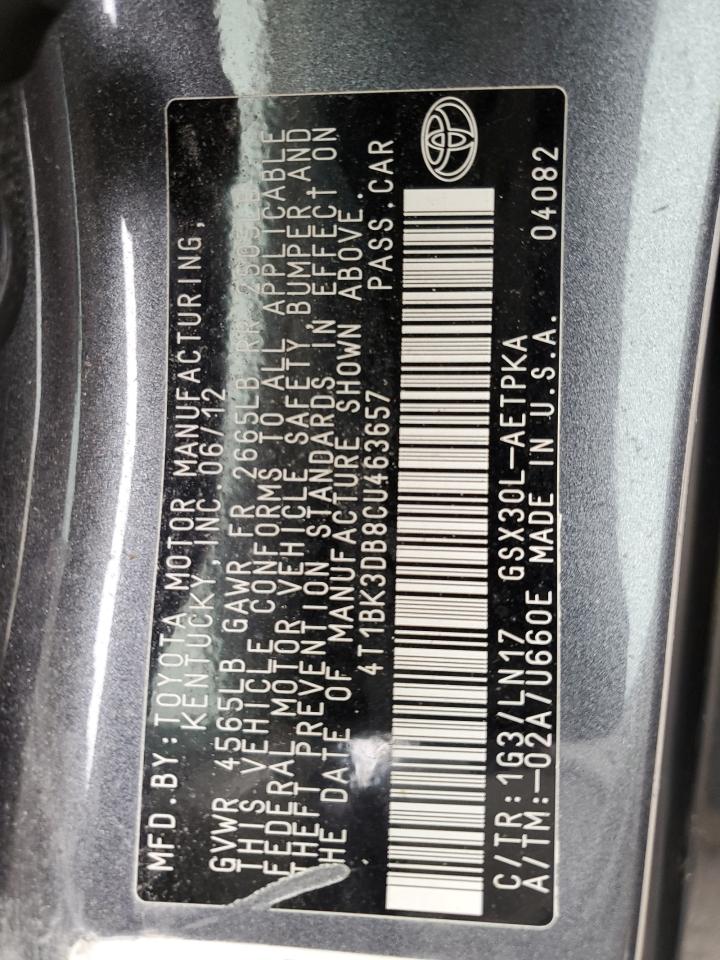 MFD.BY:TOYOTA MOTOR MANUFACTURING,
KENTUCKY,INC 06/12
GVWR 4565LB GAWR FR 2665LB RR
THIS VEHICLE CONFORMS TO ALL APPLICABLE
FEDERAL MOTOR VEHICLE SAFETY,BUMPER AND
THEFT PREVENTION STANDARDS IN EFFECT ON
HE DATE OF MANUFACTURE SHOWN ABOVE.
4T1BK3DB8CU463657 PASS.CAR
C/TR:1G3/LN17 GSX30L-AETPKA
A/TM:-02A/U660E MADE IN U.S.A. 04082